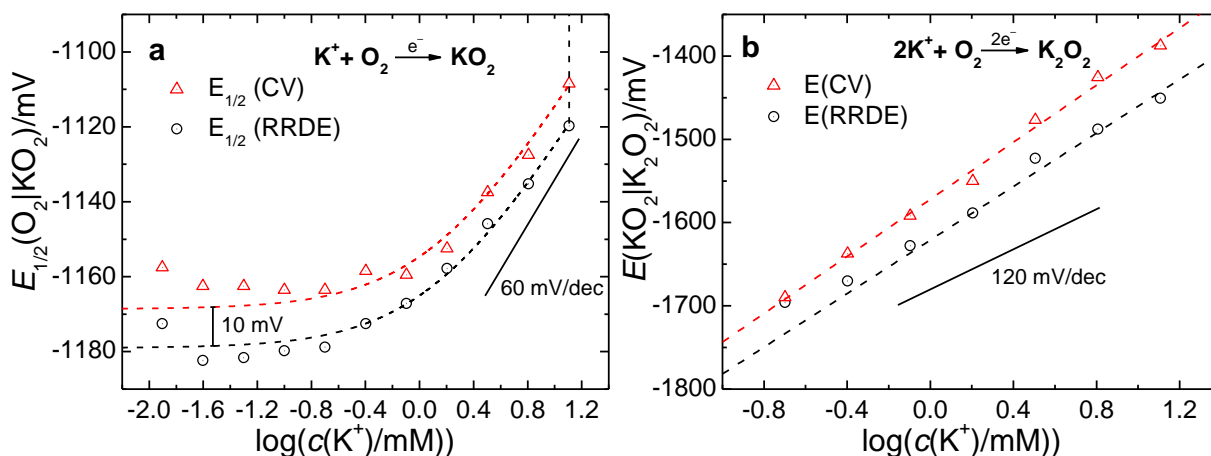 a
K⁺ + O₂ —e⁻→ KO₂
E₁/₂ (CV)
E₁/₂ (RRDE)
10 mV
60 mV/dec
E₁/₂(O₂|KO₂)/mV
-1100
-1120
-1140
-1160
-1180
-2.0 -1.6 -1.2 -0.8 -0.4 0.0 0.4 0.8 1.2
log(c(K⁺)/mM))
b
2K⁺ + O₂ —2e⁻→ K₂O₂
E(CV)
E(RRDE)
120 mV/dec
E(KO₂|K₂O₂)/mV
-1400
-1500
-1600
-1700
-1800
-0.8 -0.4 0.0 0.4 0.8 1.2
log(c(K⁺)/mM))